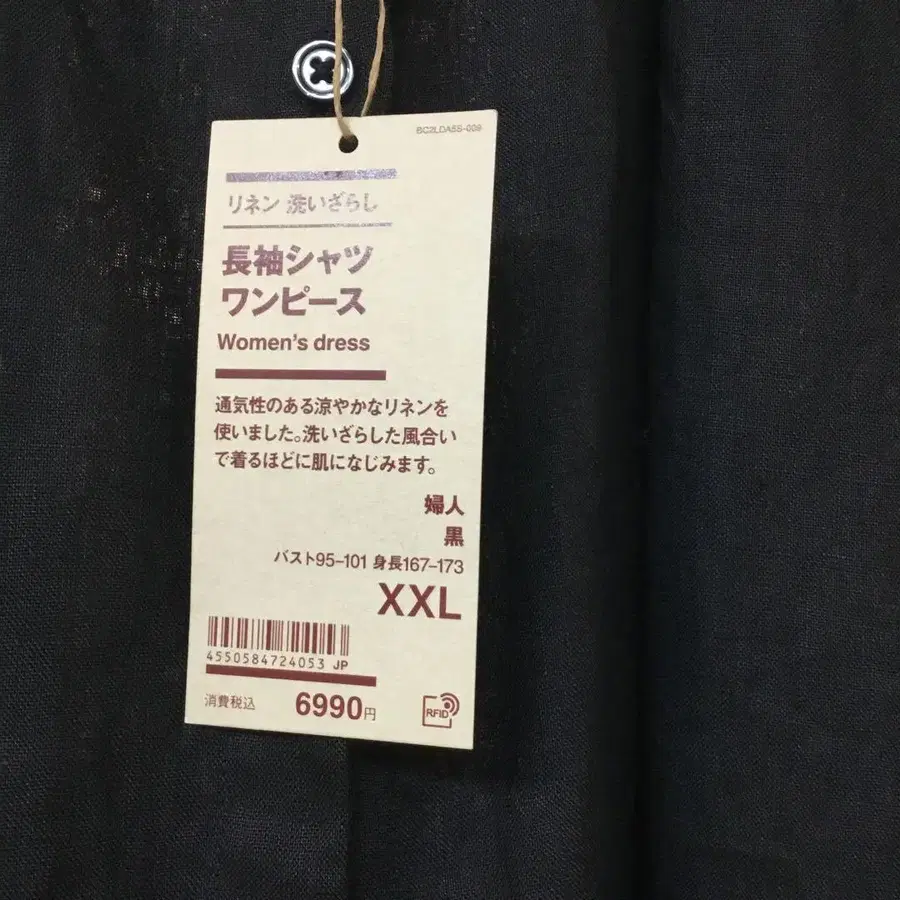 BC2LDA5S-009
リネン 洗いざらし
長袖シャツ
ワンピース
Women's dress
通気性のある涼やかなリネンを
使いました。洗いざらした風合い
で着るほどに肌になじみます。
婦人
黒
バスト95–101 身長167–173
XXL
4550584724053 JP
消費税込 6990円
RFID